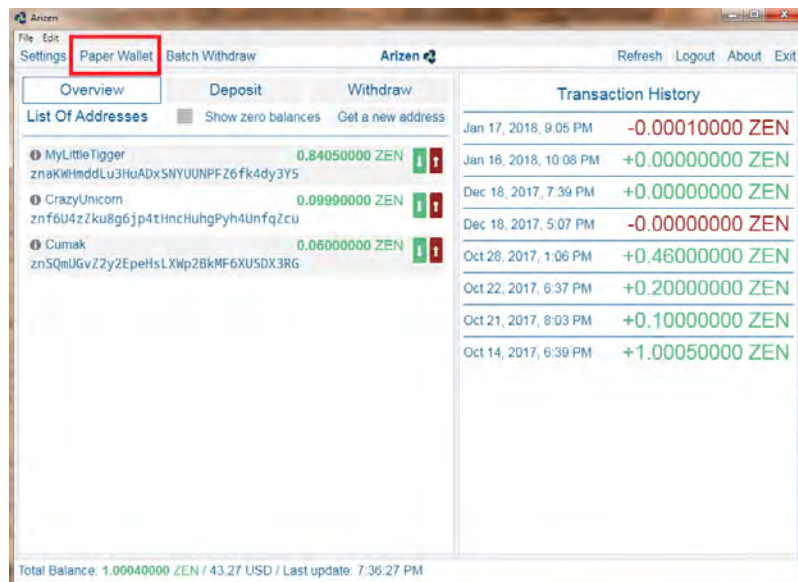 Arizen
File Edit
Settings Paper Wallet Batch Withdraw Arizen Refresh Logout About Exit
Overview Deposit Withdraw
List Of Addresses Show zero balances Get a new address
MyLittleTigger 0.84050000 ZEN
znaKWHmddLu3HuADxSNYUUNPFZ6fk4dy3YS
CrazyUnicorn 0.09990000 ZEN
znf6U4zZku8g6jp4tHncHuhgPyh4UnfqZcu
Cumak 0.06000000 ZEN
znSQmUGvZ2y2EpeHsLXWp2BkMF6XUSDX3RG
Transaction History
Jan 17, 2018, 9:05 PM -0.00010000 ZEN
Jan 16, 2018, 10:08 PM +0.00000000 ZEN
Dec 18, 2017, 7:39 PM +0.00000000 ZEN
Dec 18, 2017, 5:07 PM -0.00000000 ZEN
Oct 28, 2017, 1:06 PM +0.46000000 ZEN
Oct 22, 2017, 6:37 PM +0.20000000 ZEN
Oct 21, 2017, 8:03 PM +0.10000000 ZEN
Oct 14, 2017, 6:39 PM +1.00050000 ZEN
Total Balance: 1.00040000 ZEN / 43.27 USD / Last update: 7:36:27 PM